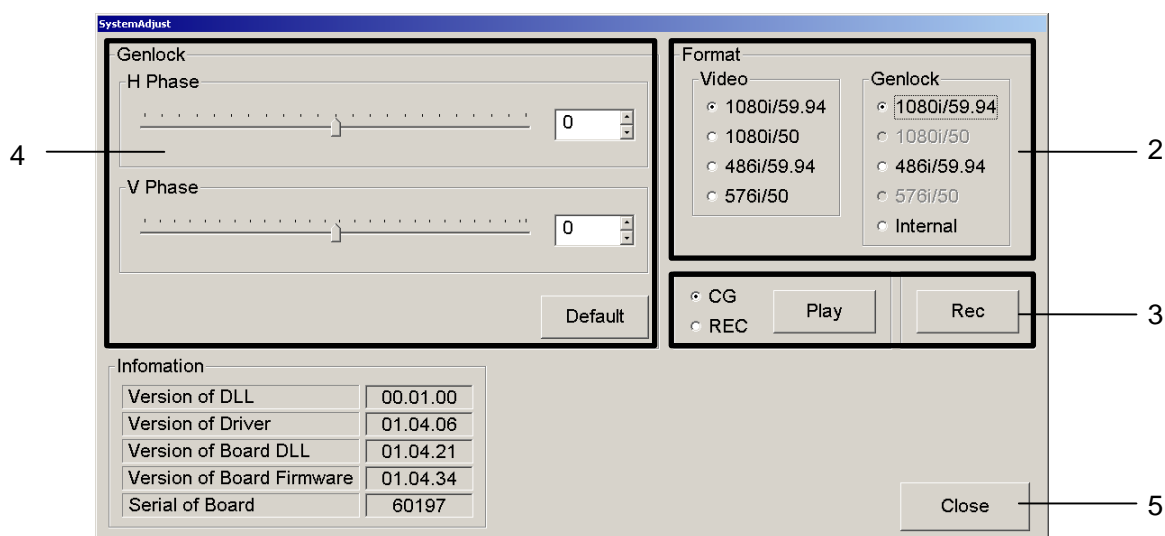 SystemAdjust
Genlock
H Phase
0
V Phase
0
Default
4
Format
Video
1080i/59.94
1080i/50
486i/59.94
576i/50
Genlock
1080i/59.94
1080i/50
486i/59.94
576i/50
Internal
2
CG
REC
Play
Rec
3
Infomation
Version of DLL 00.01.00
Version of Driver 01.04.06
Version of Board DLL 01.04.21
Version of Board Firmware 01.04.34
Serial of Board 60197
Close
5